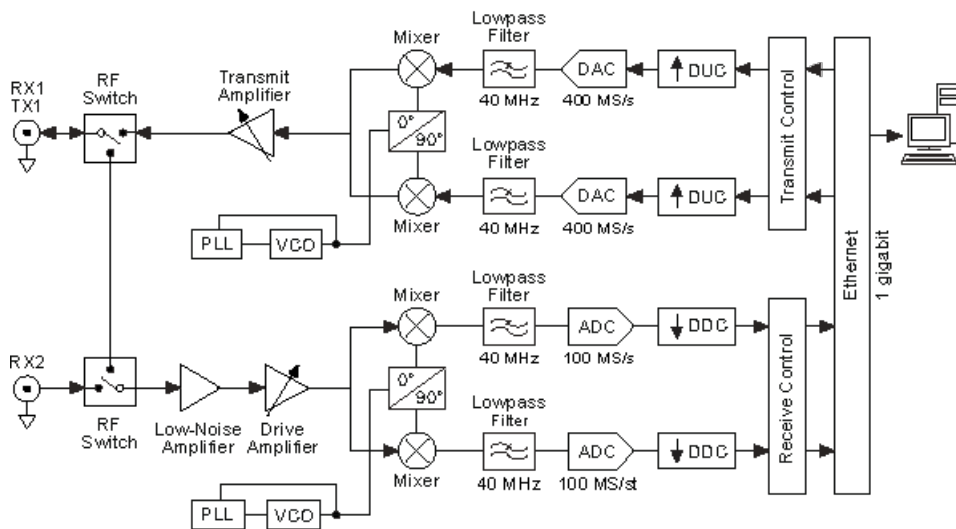 Mixer
Lowpass
Filter
DAC
DUC
40 MHz
400 MS/s
RX1
TX1
RF
Switch
Transmit
Amplifier
0°
90°
Lowpass
Filter
DAC
DUC
Mixer
40 MHz
400 MS/s
PLL
VCO
Transmit Control
Ethernet
1 gigabit
Mixer
Lowpass
Filter
ADC
DDC
40 MHz
100 MS/s
RX2
RF
Switch
Low-Noise
Amplifier
Drive
Amplifier
0°
90°
Lowpass
Filter
ADC
DDC
Mixer
40 MHz
100 MS/st
PLL
VCO
Receive Control